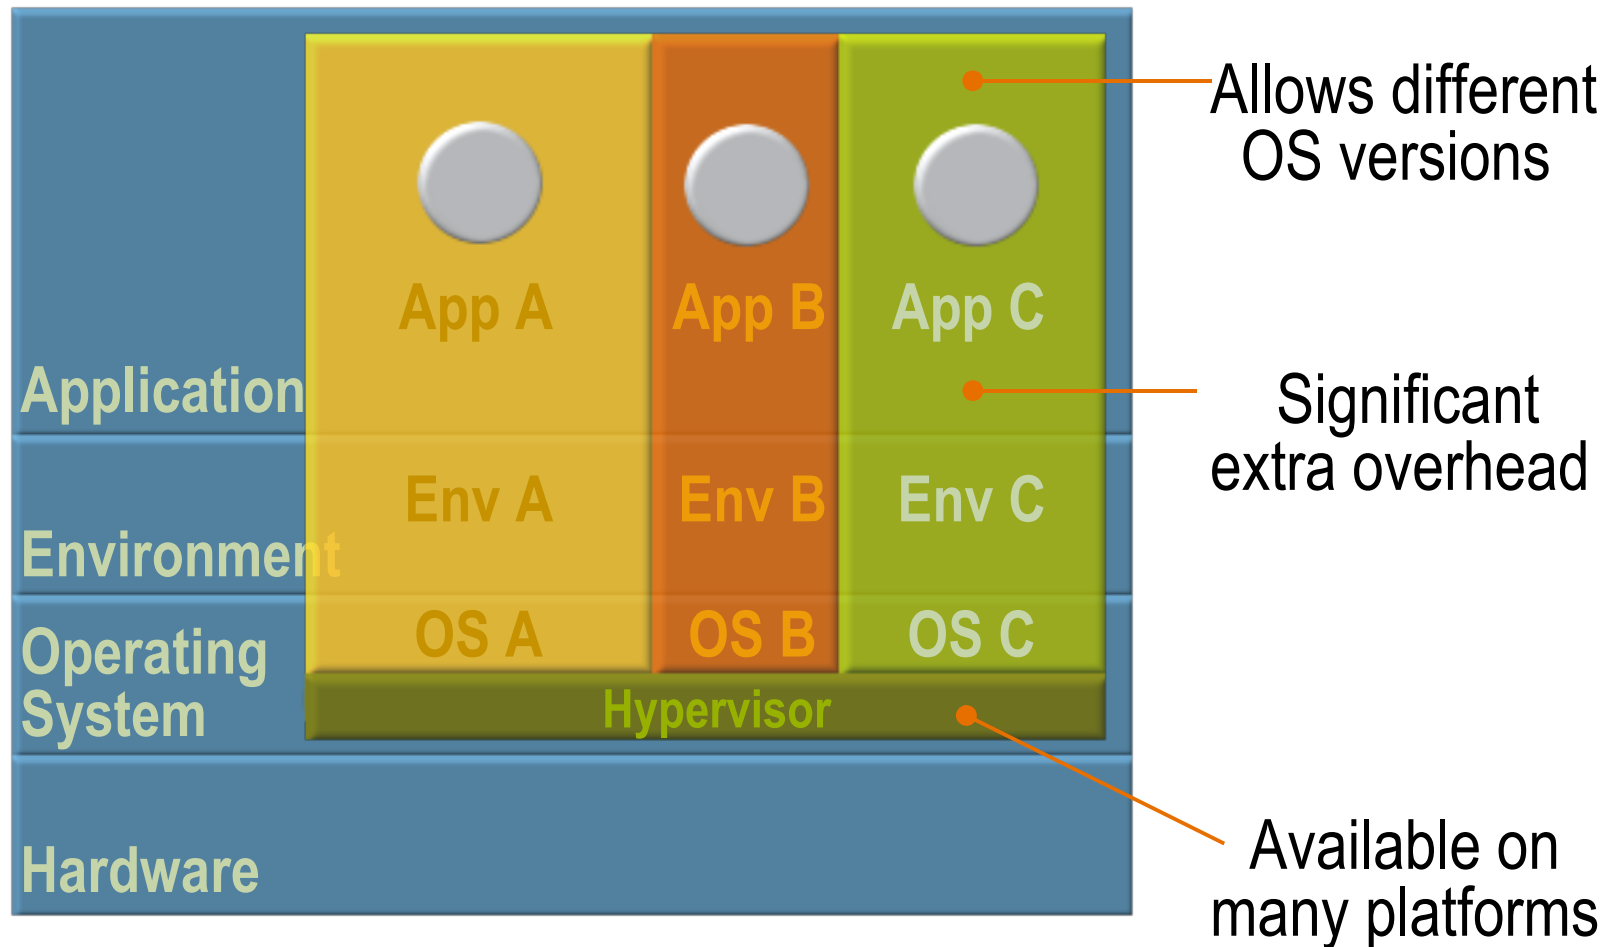 Allows different
OS versions
App A
App B
App C
Application
Significant
extra overhead
Env A
Env B
Env C
Environment
OS A
OS B
OS C
Operating
System
Hypervisor
Hardware
Available on
many platforms